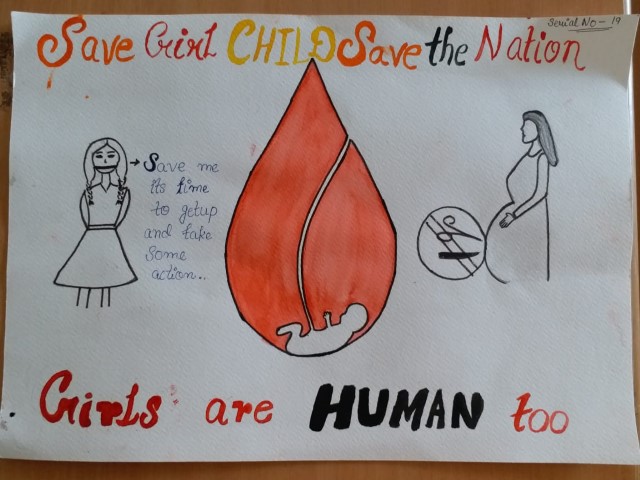 Serial No - 19
Save Girl CHILD Save the Nation
Save me
its time
to getup
and take
some
action..
Girls are HUMAN too